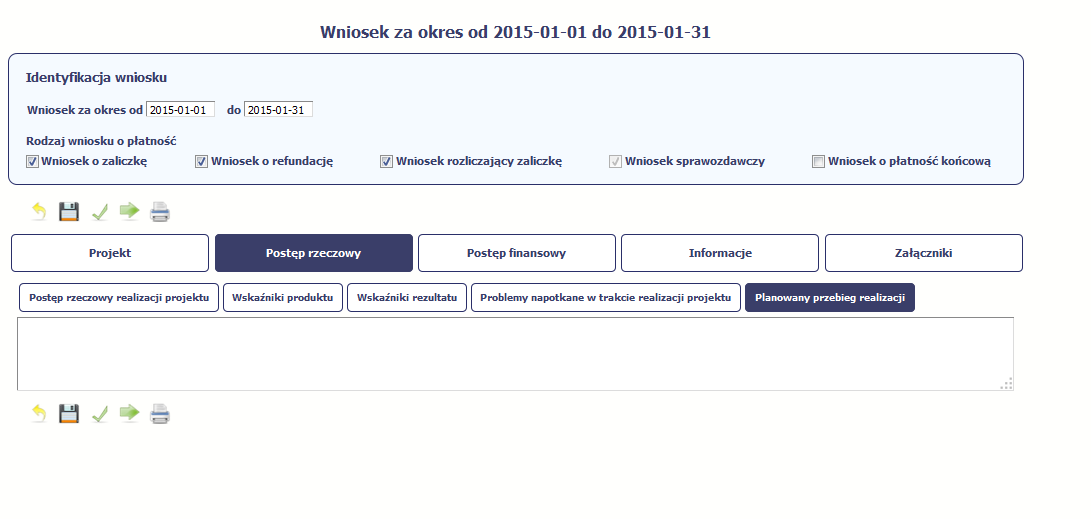 Wniosek za okres od 2015-01-01 do 2015-01-31
Identyfikacja wniosku
Wniosek za okres od 2015-01-01 do 2015-01-31
Rodzaj wniosku o płatność
Wniosek o zaliczkę Wniosek o refundację Wniosek rozliczający zaliczkę Wniosek sprawozdawczy Wniosek o płatność końcową
Projekt Postęp rzeczowy Postęp finansowy Informacje Załączniki
Postęp rzeczowy realizacji projektu Wskaźniki produktu Wskaźniki rezultatu Problemy napotkane w trakcie realizacji projektu Planowany przebieg realizacji